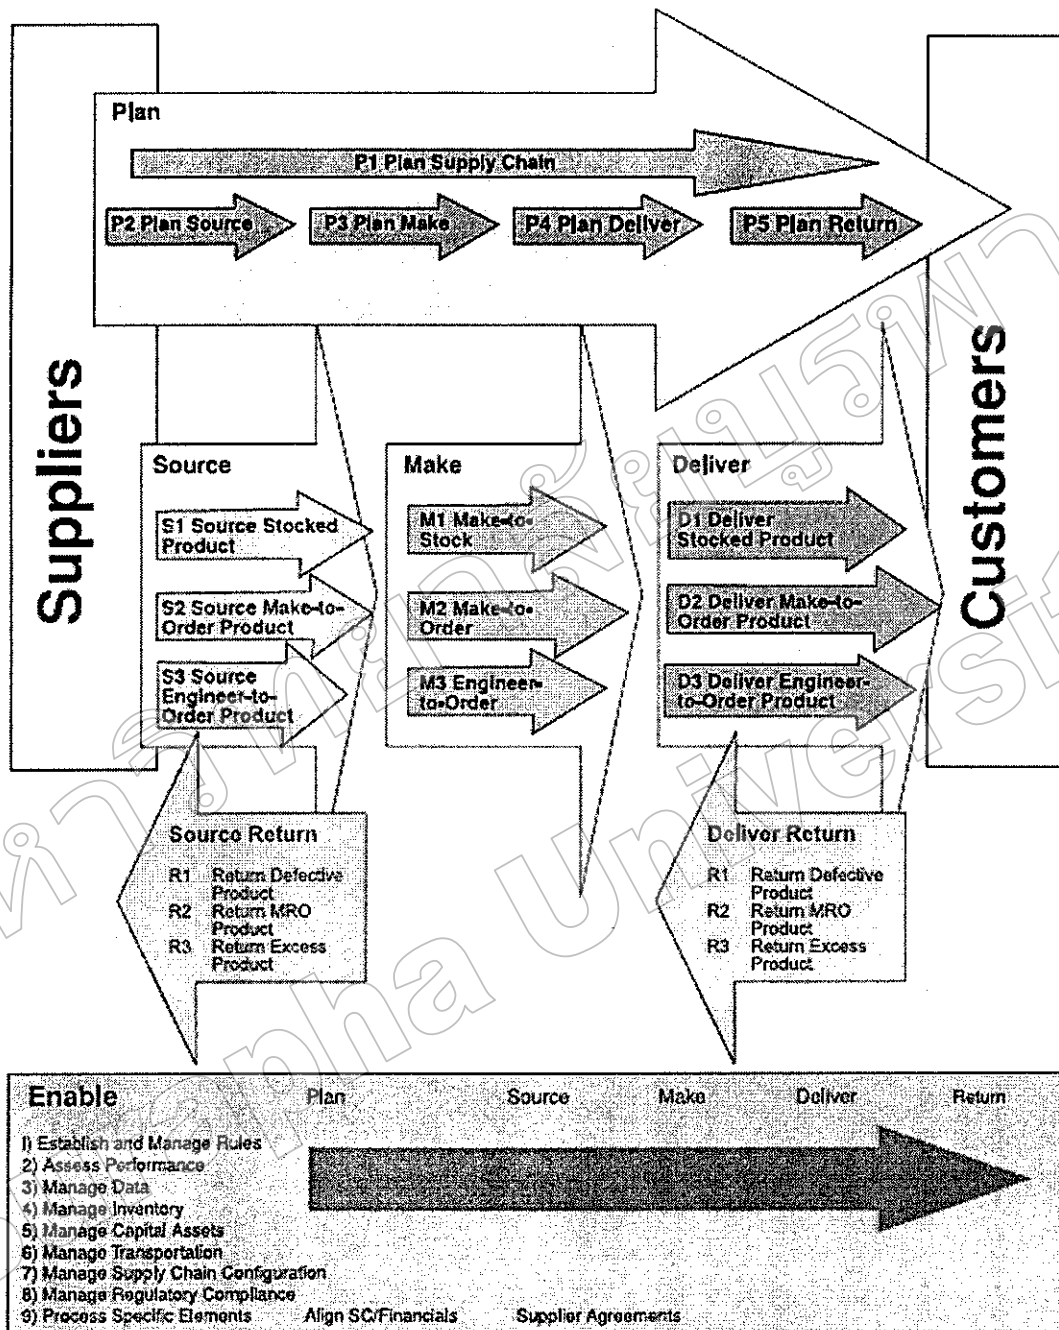 Plan
P1 Plan Supply Chain
P2 Plan Source
P3 Plan Make
P4 Plan Deliver
P5 Plan Return
Suppliers
Customers
Source
S1 Source Stocked
Product
S2 Source Make-to-
Order Product
S3 Source
Engineer-to-
Order Product
Make
M1 Make-to-
Stock
M2 Make-to-
Order
M3 Engineer-
to-Order
Deliver
D1 Deliver
Stocked Product
D2 Deliver Make-to-
Order Product
D3 Deliver Engineer-
to-Order Product
Source Return
R1 Return Defective
Product
R2 Return MRO
Product
R3 Return Excess
Product
Deliver Return
R1 Return Defective
Product
R2 Return MRO
Product
R3 Return Excess
Product
Enable
Plan Source Make Deliver Return
1) Establish and Manage Rules
2) Assess Performance
3) Manage Data
4) Manage Inventory
5) Manage Capital Assets
6) Manage Transportation
7) Manage Supply Chain Configuration
8) Manage Regulatory Compliance
9) Process Specific Elements Align SC/Financials Supplier Agreements